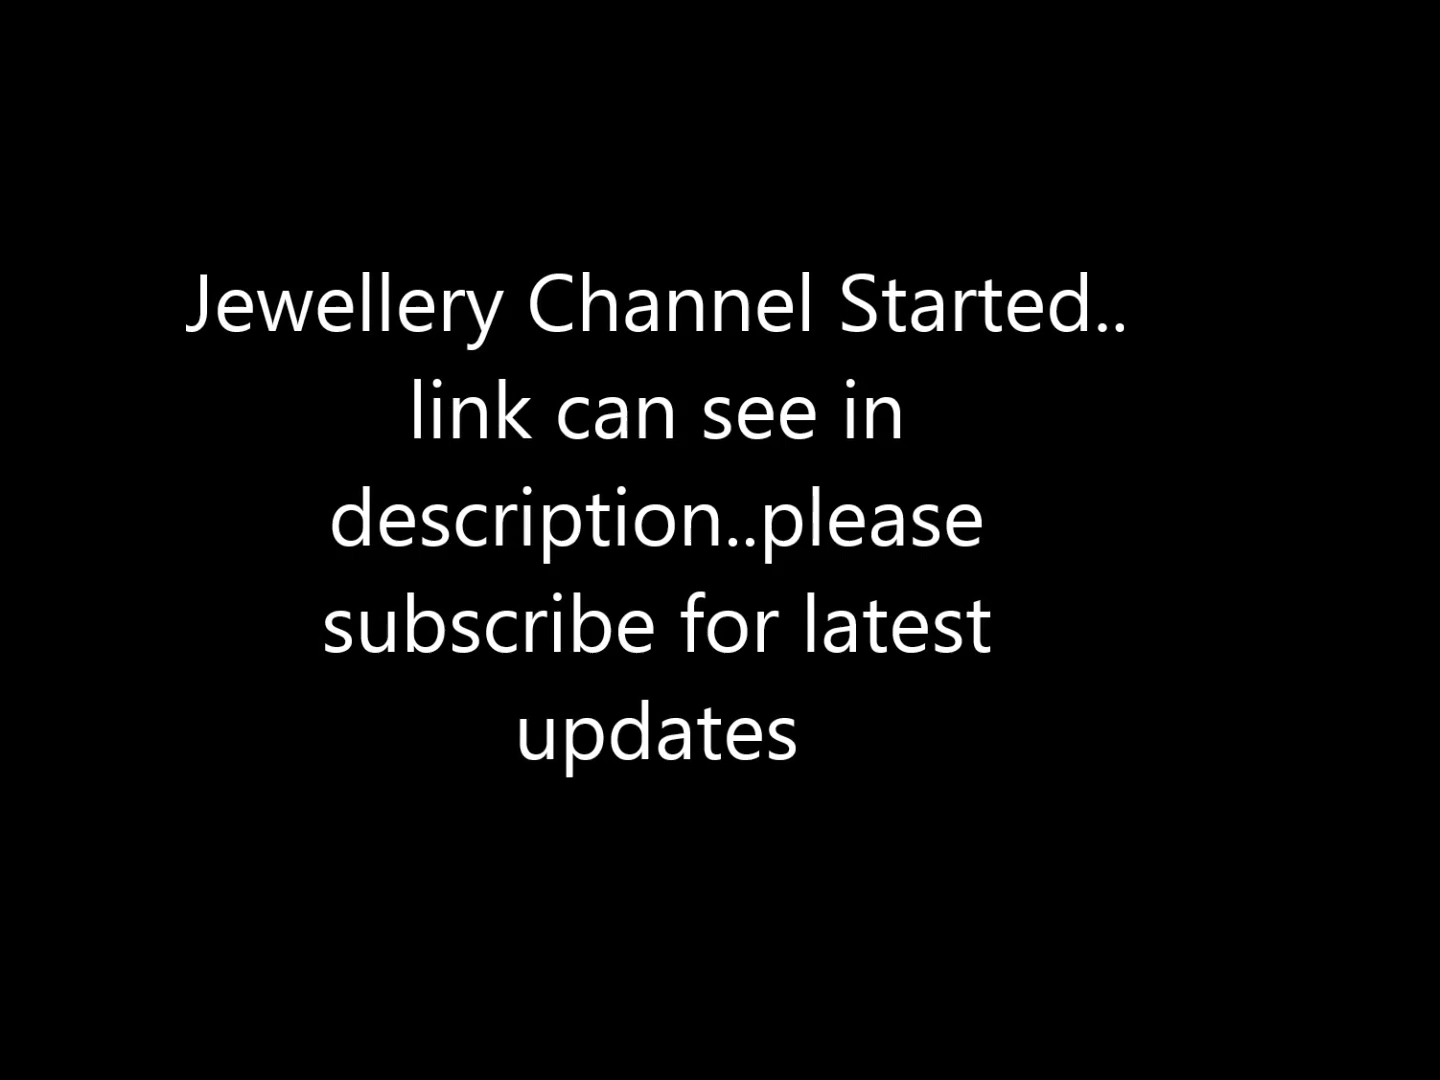 Jewellery Channel Started..
link can see in
description..please
subscribe for latest
updates